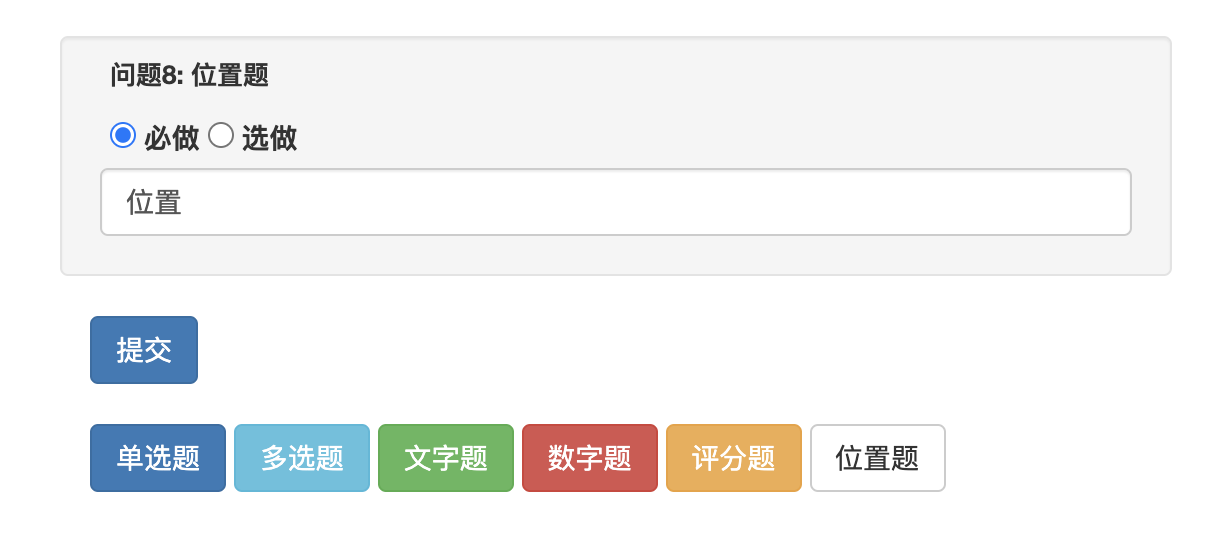 问题8: 位置题
必做 选做
位置
提交
单选题 多选题 文字题 数字题 评分题 位置题